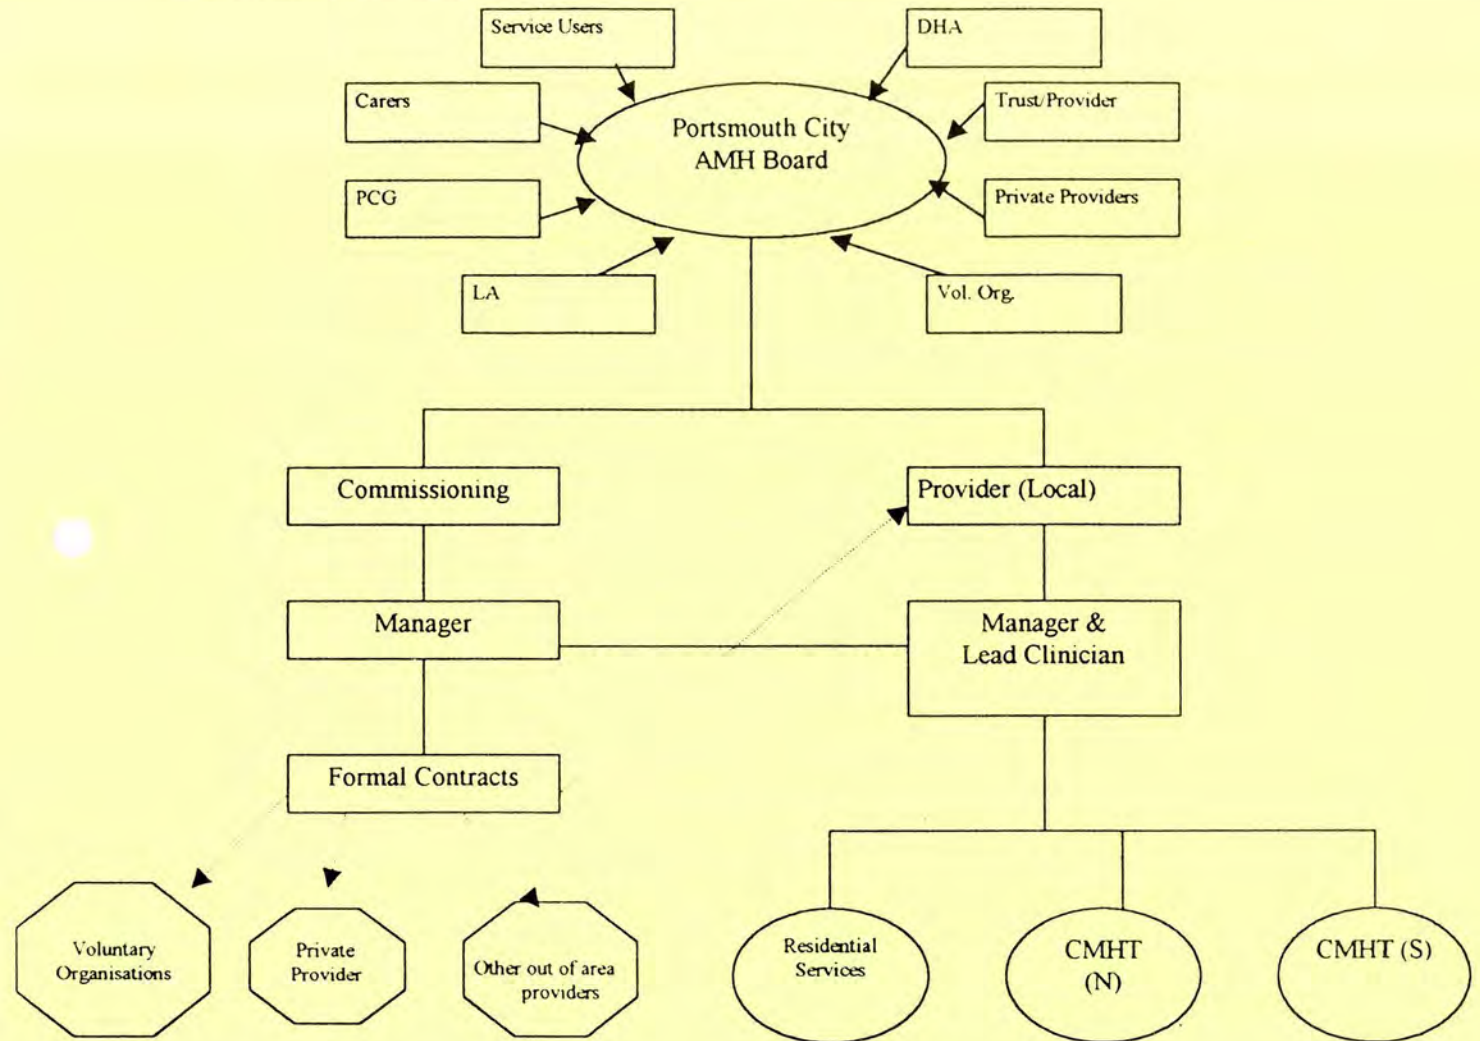 Service Users
DHA
Carers
Trust/Provider
Portsmouth City
AMH Board
PCG
Private Providers
LA
Vol. Org.
Commissioning
Provider (Local)
Manager
Manager &
Lead Clinician
Formal Contracts
Voluntary
Organisations
Private
Provider
Other out of area
providers
Residential
Services
CMHT
(N)
CMHT (S)